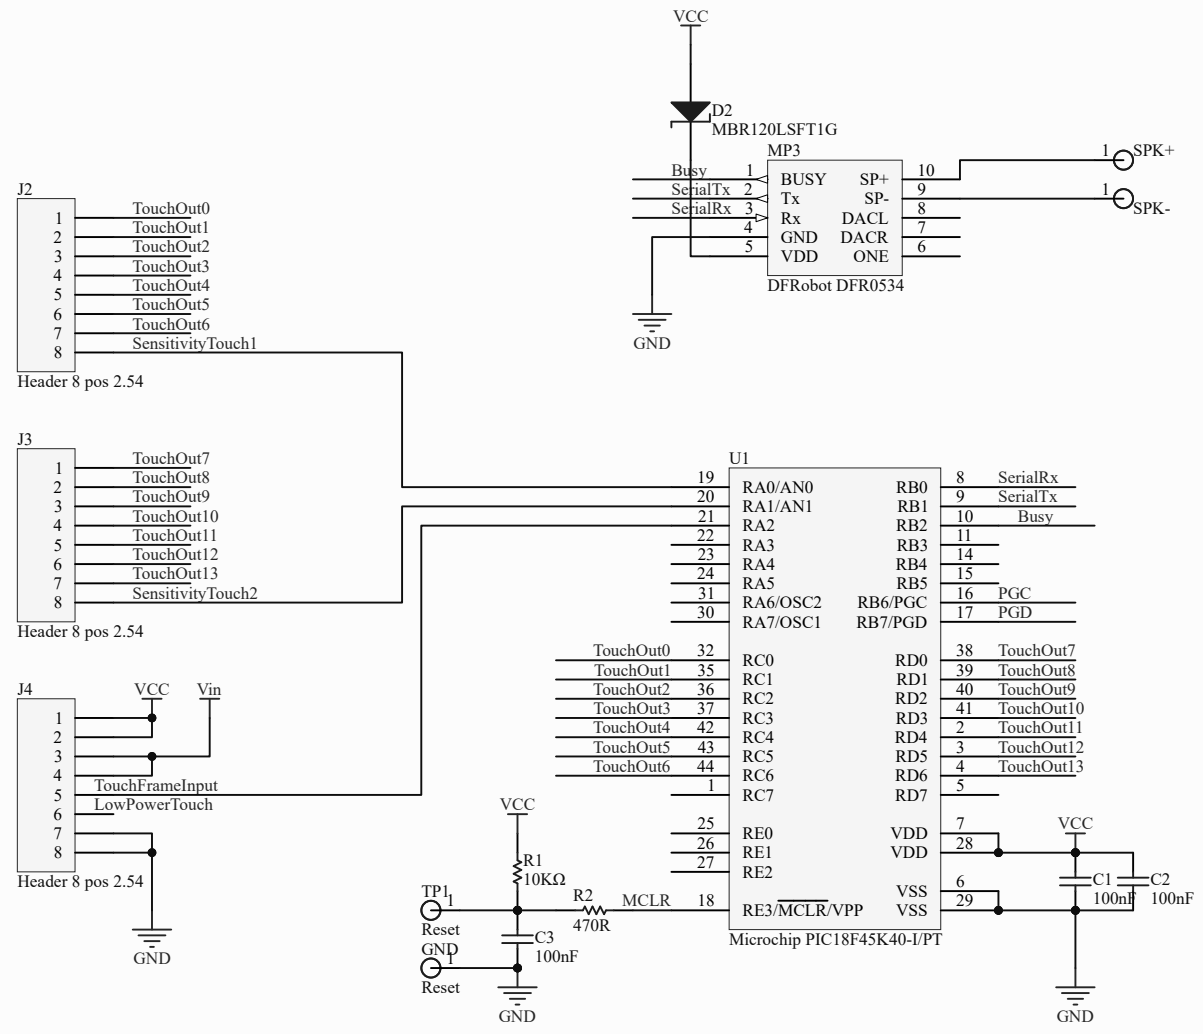 VCC
D2
MBR120LSFT1G
MP3
Busy 1 BUSY SP+ 10 1 SPK+
SerialTx 2 Tx SP- 9 1 SPK-
SerialRx 3 Rx DACL 8
4 GND DACR 7
5 VDD ONE 6
DFRobot DFR0534
GND
J2
1 TouchOut0
2 TouchOut1
3 TouchOut2
4 TouchOut3
5 TouchOut4
6 TouchOut5
7 TouchOut6
8 SensitivityTouch1
Header 8 pos 2.54
J3
1 TouchOut7
2 TouchOut8
3 TouchOut9
4 TouchOut10
5 TouchOut11
6 TouchOut12
7 TouchOut13
8 SensitivityTouch2
Header 8 pos 2.54
J4
VCC Vin
1
2
3
4
5 TouchFrameInput
6 LowPowerTouch
7
8
Header 8 pos 2.54
GND
U1
19 RA0/AN0 RB0 8 SerialRx
20 RA1/AN1 RB1 9 SerialTx
21 RA2 RB2 10 Busy
22 RA3 RB3 11
23 RA4 RB4 14
24 RA5 RB5 15
31 RA6/OSC2 RB6/PGC 16 PGC
30 RA7/OSC1 RB7/PGD 17 PGD
TouchOut0 32 RC0 RD0 38 TouchOut7
TouchOut1 35 RC1 RD1 39 TouchOut8
TouchOut2 36 RC2 RD2 40 TouchOut9
TouchOut3 37 RC3 RD3 41 TouchOut10
TouchOut4 42 RC4 RD4 2 TouchOut11
TouchOut5 43 RC5 RD5 3 TouchOut12
TouchOut6 44 RC6 RD6 4 TouchOut13
1 RC7 RD7 5
25 RE0 VDD 7
26 RE1 VDD 28
27 RE2
VSS 6
MCLR 18 RE3/MCLR/VPP VSS 29
Microchip PIC18F45K40-I/PT
VCC
R1
10KΩ
TP1 1
Reset
R2
470R
C3
100nF
GND 1
Reset
GND
VCC
C1
100nF
C2
100nF
GND